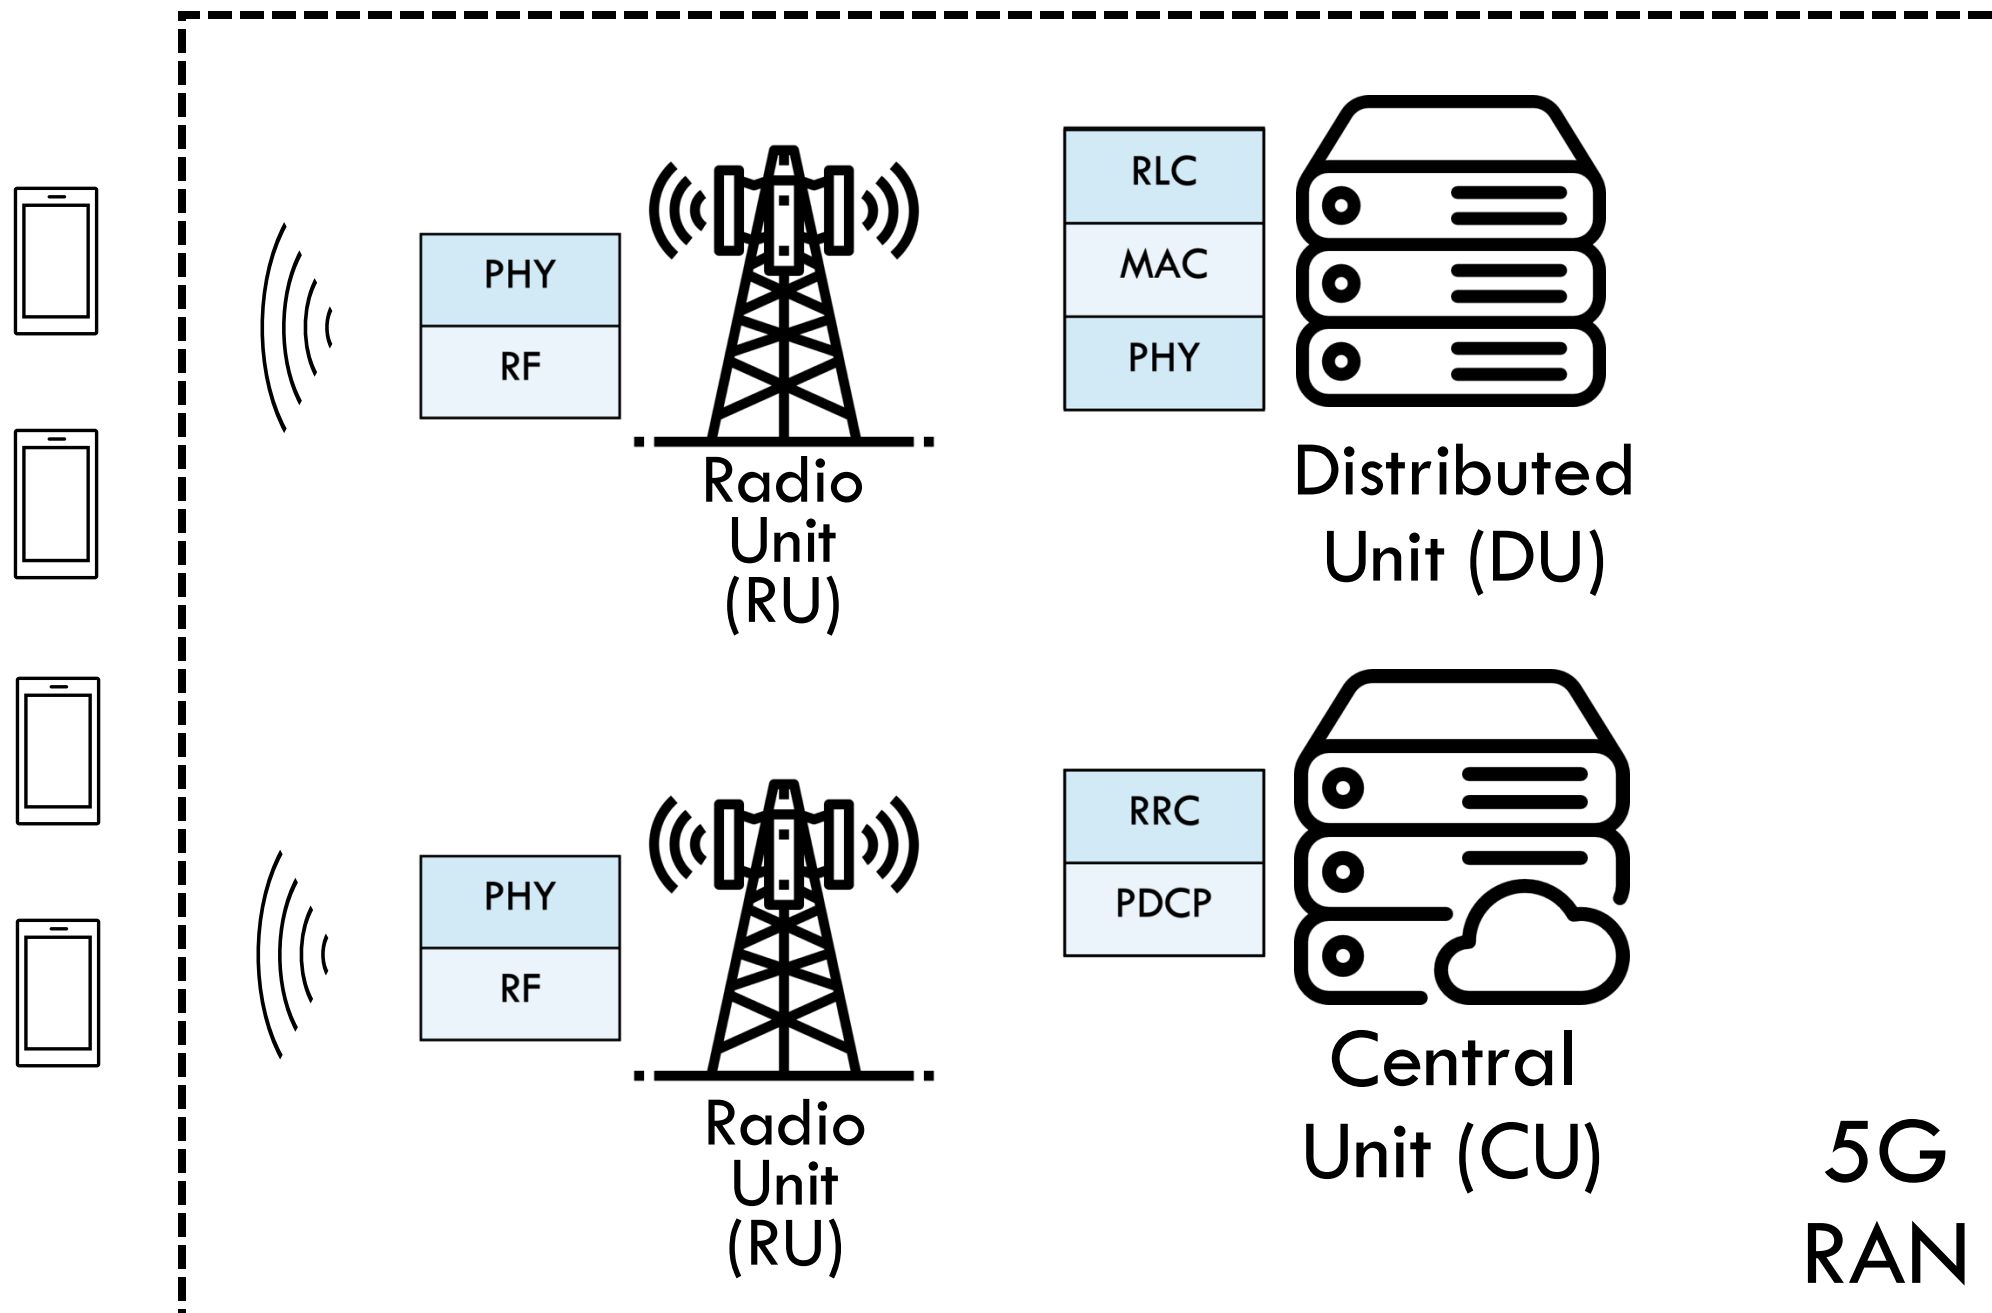 PHY
RF
Radio
Unit
(RU)
RLC
MAC
PHY
Distributed
Unit (DU)
PHY
RF
Radio
Unit
(RU)
RRC
PDCP
Central
Unit (CU)
5G
RAN